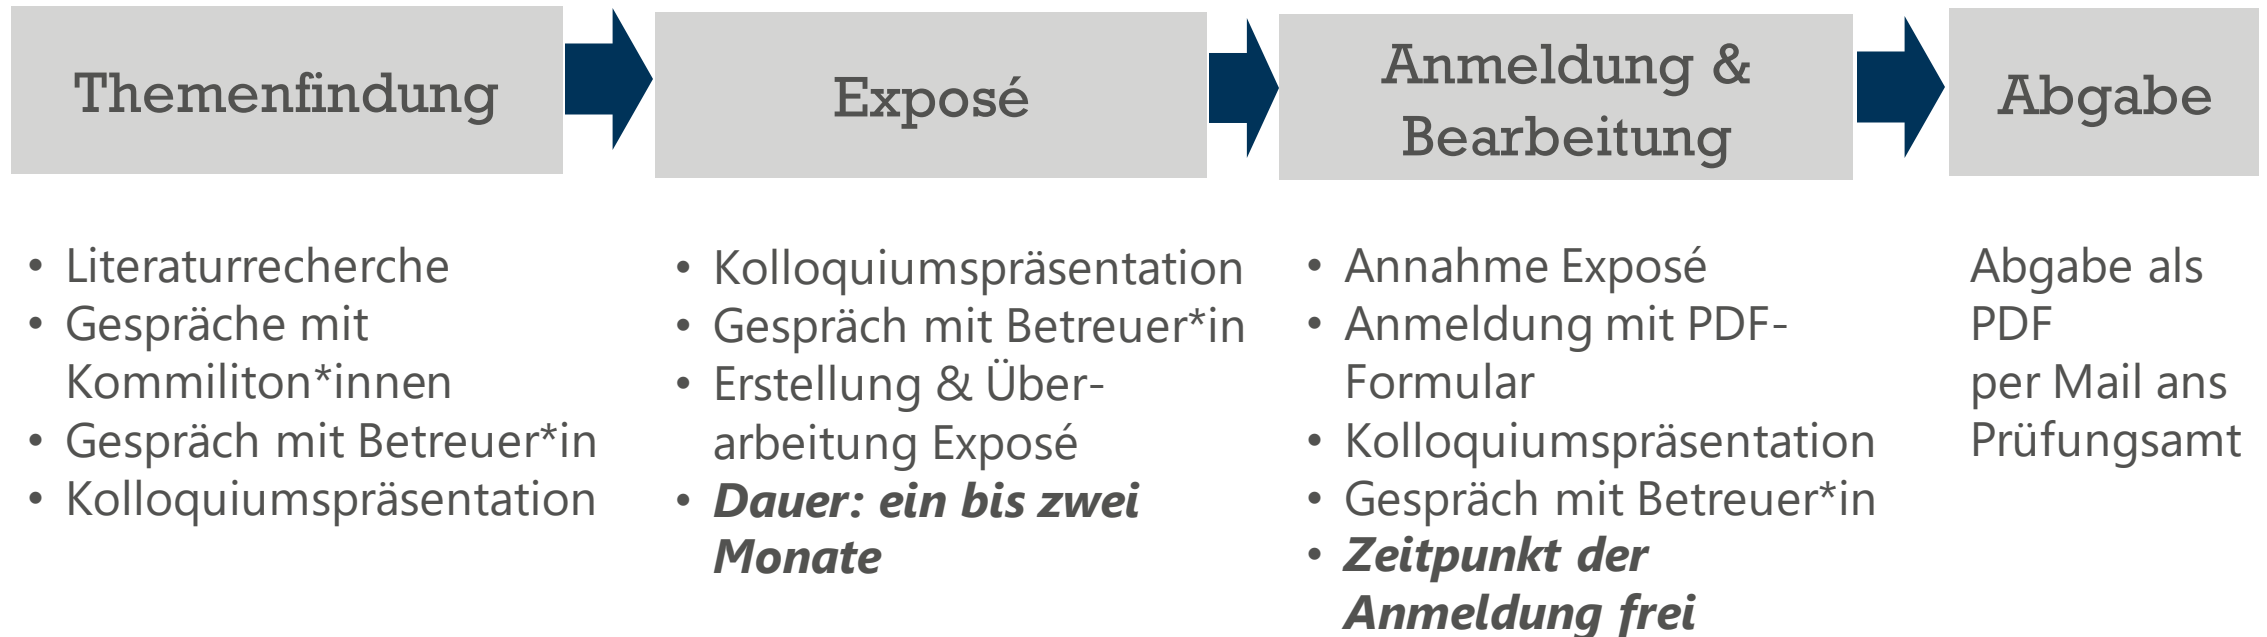 Themenfindung
Exposé
Anmeldung &
Bearbeitung
Abgabe
• Literaturrecherche
• Gespräche mit
Kommiliton*innen
• Gespräch mit Betreuer*in
• Kolloquiumspräsentation
• Kolloquiumspräsentation
• Gespräch mit Betreuer*in
• Erstellung & Über-
arbeitung Exposé
• Dauer: ein bis zwei
Monate
• Annahme Exposé
• Anmeldung mit PDF-
Formular
• Kolloquiumspräsentation
• Gespräch mit Betreuer*in
• Zeitpunkt der
Anmeldung frei
Abgabe als
PDF
per Mail ans
Prüfungsamt